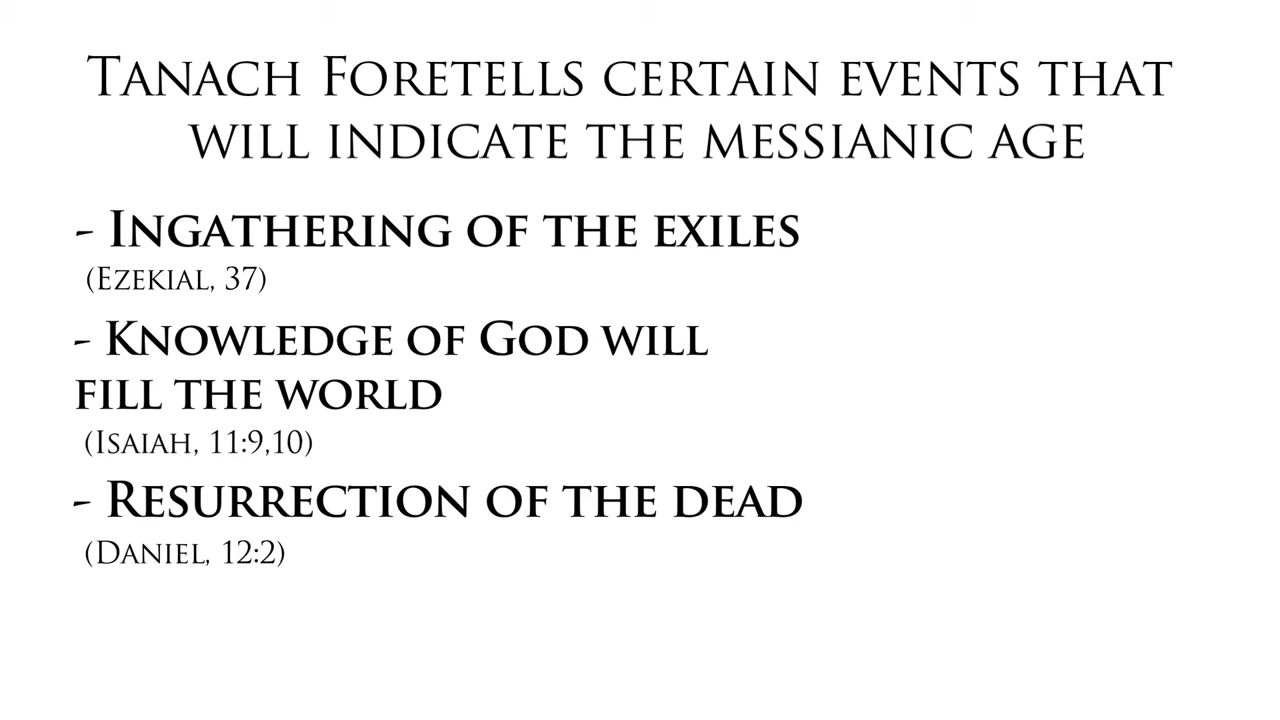 Tanach Foretells certain events that
will indicate the messianic age
- Ingathering of the exiles
(Ezekial, 37)
- Knowledge of God will
fill the world
(Isaiah, 11:9,10)
- Resurrection of the dead
(Daniel, 12:2)